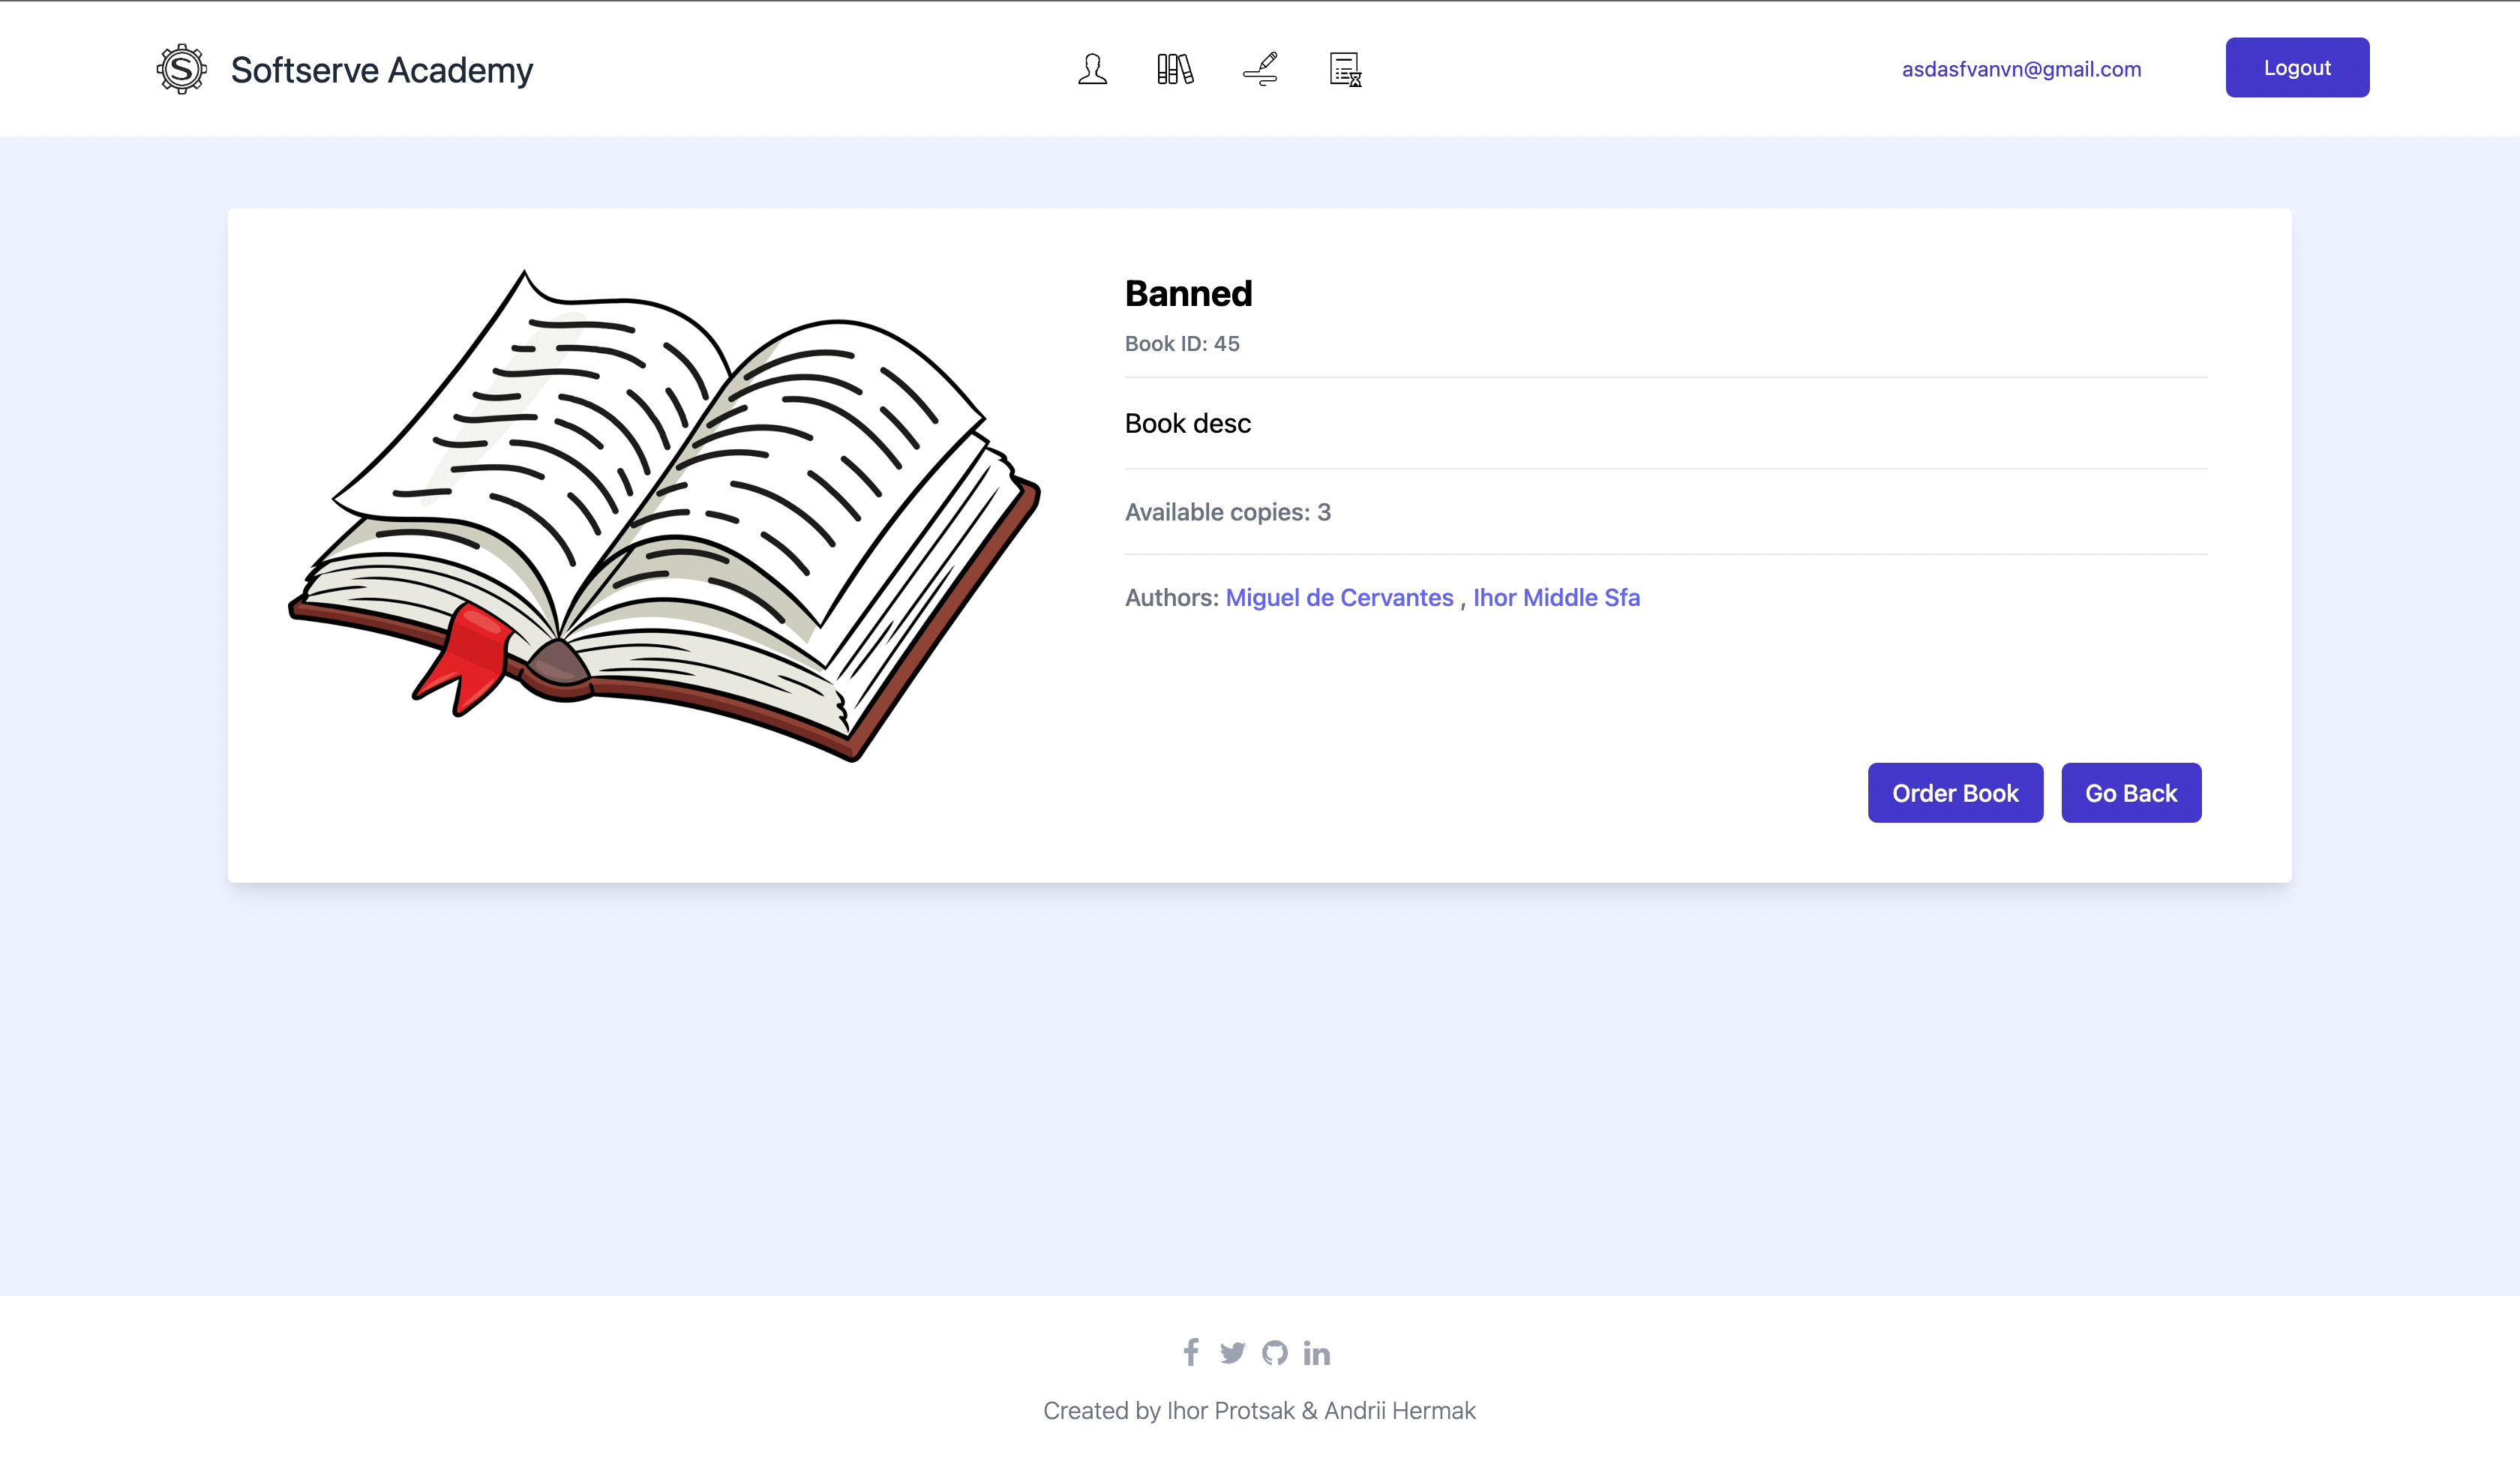 Softserve Academy
asdasfvanvn@gmail.com
Logout
Banned
Book ID: 45
Book desc
Available copies: 3
Authors: Miguel de Cervantes , Ihor Middle Sfa
Order Book
Go Back
Created by Ihor Protsak & Andrii Hermak